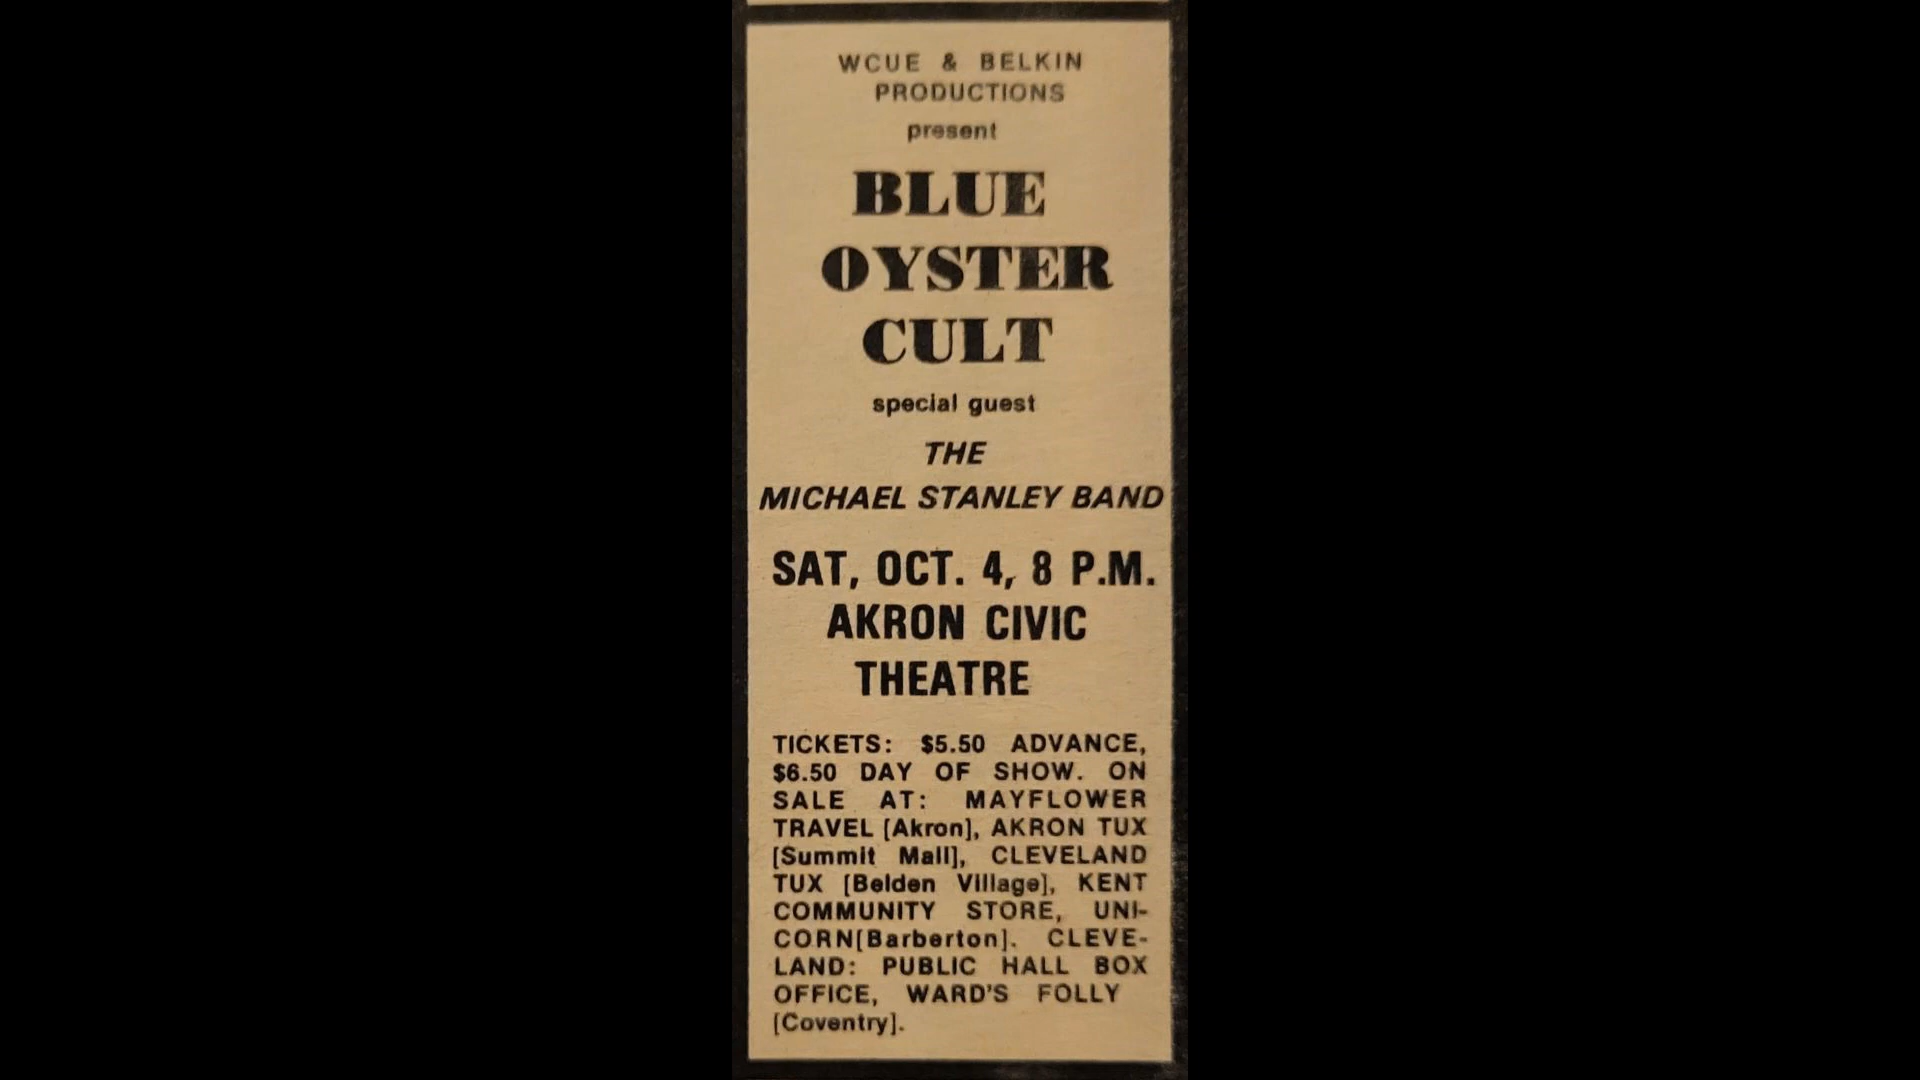 WCUE & BELKIN
PRODUCTIONS
present
BLUE
OYSTER
CULT
special guest
THE
MICHAEL STANLEY BAND
SAT, OCT. 4, 8 P.M.
AKRON CIVIC
THEATRE
TICKETS: $5.50 ADVANCE,
$6.50 DAY OF SHOW. ON
SALE AT: MAYFLOWER
TRAVEL [Akron], AKRON TUX
[Summit Mall], CLEVELAND
TUX [Belden Village], KENT
COMMUNITY STORE, UNI-
CORN[Barberton]. CLEVE-
LAND: PUBLIC HALL BOX
OFFICE, WARD'S FOLLY
[Coventry].